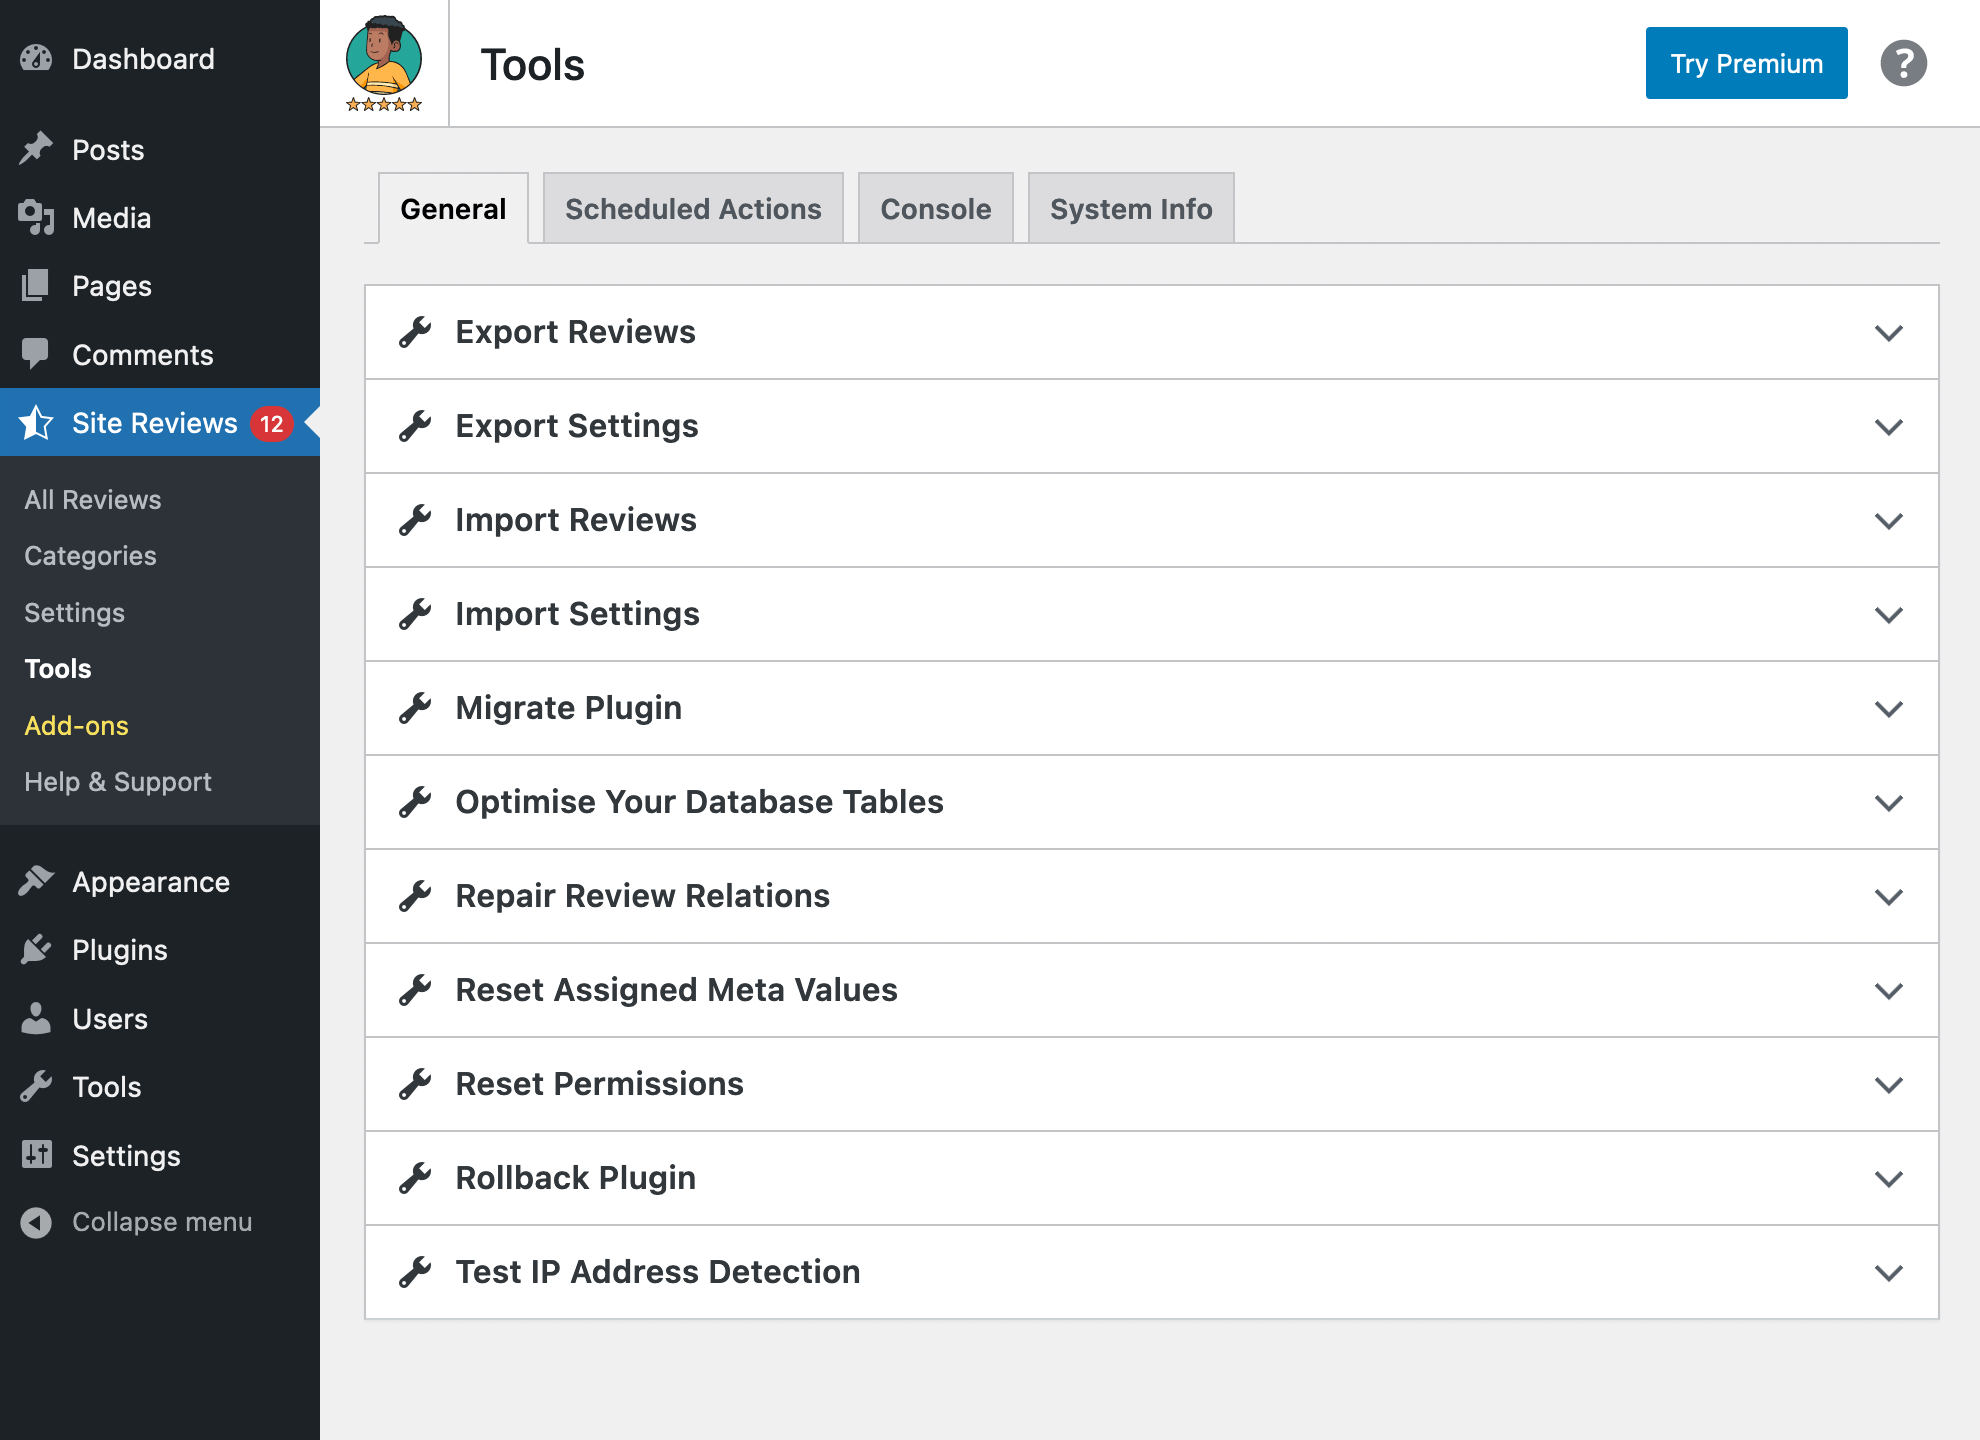 Dashboard
Posts
Media
Pages
Comments
Site Reviews 12
All Reviews
Categories
Settings
Tools
Add-ons
Help & Support
Appearance
Plugins
Users
Tools
Settings
Collapse menu
Tools
Try Premium
?
General
Scheduled Actions
Console
System Info
Export Reviews
Export Settings
Import Reviews
Import Settings
Migrate Plugin
Optimise Your Database Tables
Repair Review Relations
Reset Assigned Meta Values
Reset Permissions
Rollback Plugin
Test IP Address Detection